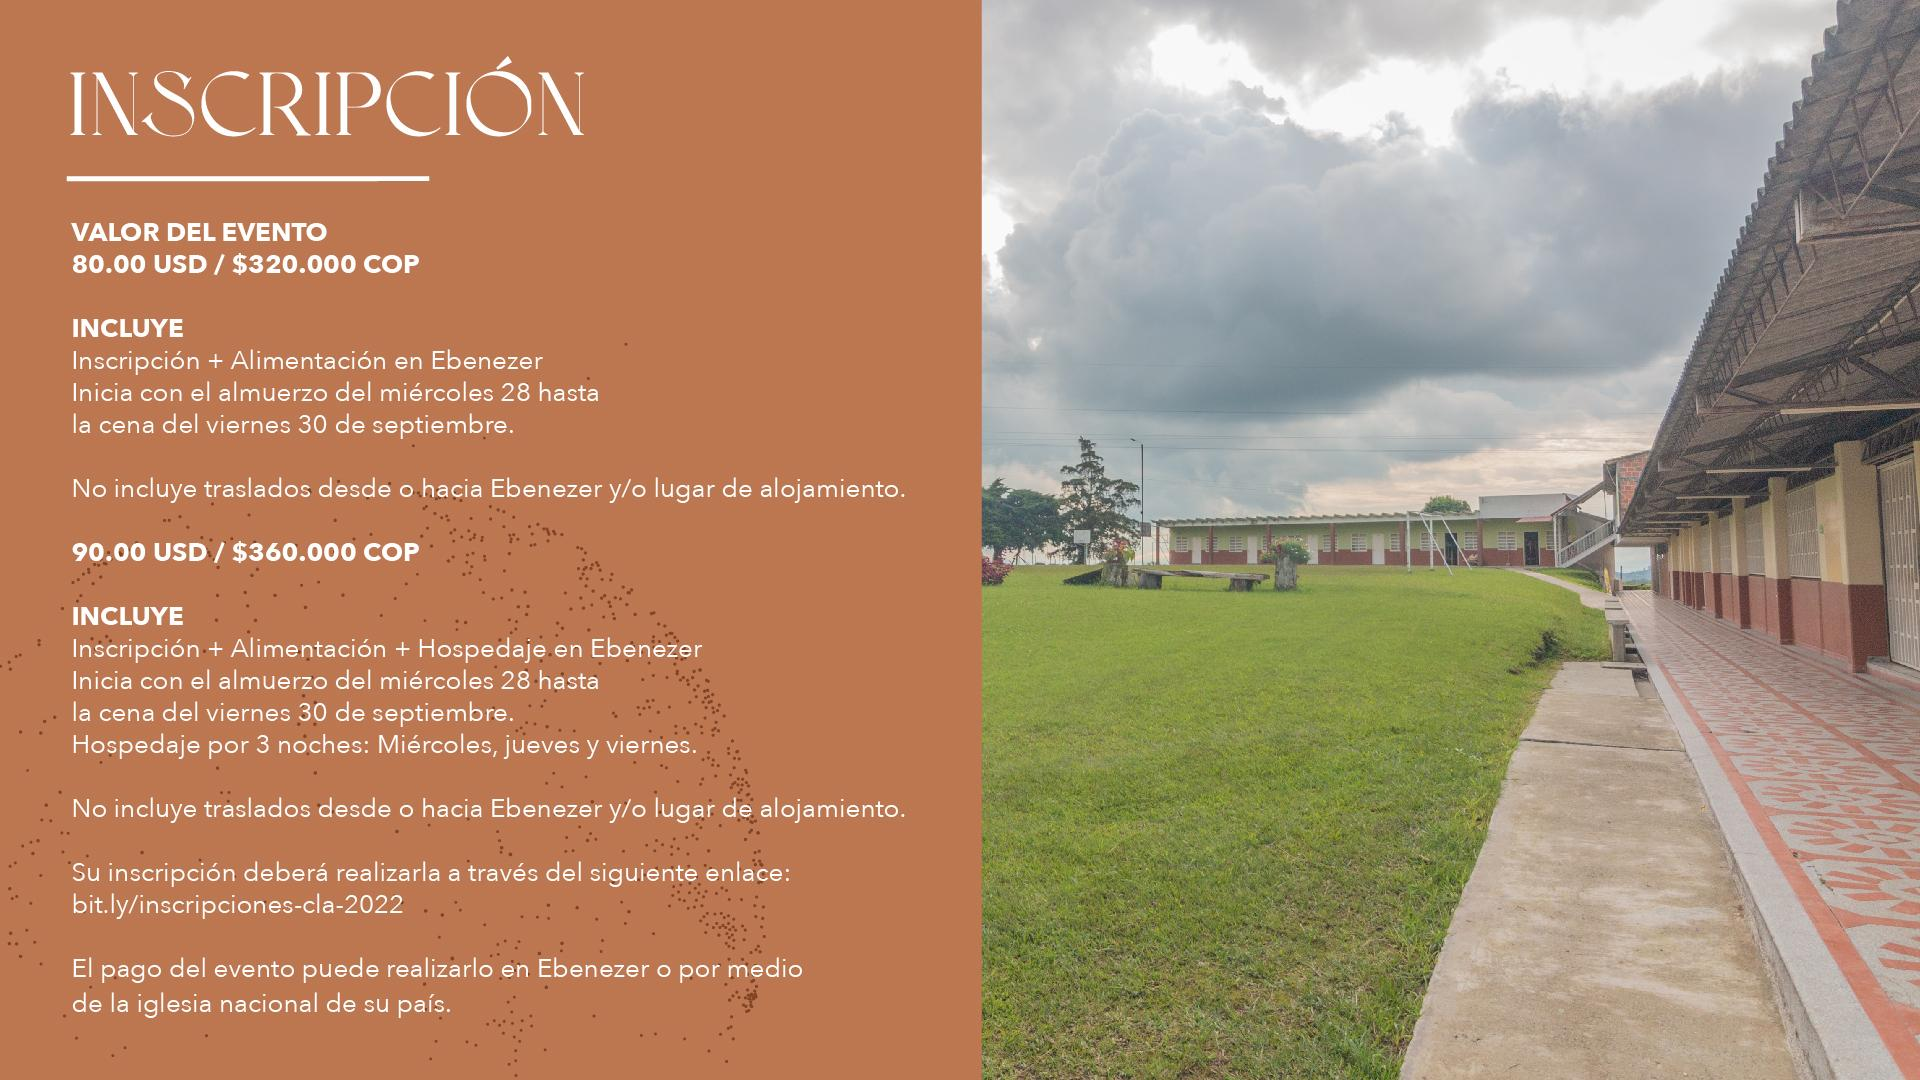 INSCRIPCIÓN
VALOR DEL EVENTO
80.00 USD / $320.000 COP
INCLUYE
Inscripción + Alimentación en Ebenezer
Inicia con el almuerzo del miércoles 28 hasta
la cena del viernes 30 de septiembre.
No incluye traslados desde o hacia Ebenezer y/o lugar de alojamiento.
90.00 USD / $360.000 COP
INCLUYE
Inscripción + Alimentación + Hospedaje en Ebenezer
Inicia con el almuerzo del miércoles 28 hasta
la cena del viernes 30 de septiembre.
Hospedaje por 3 noches: Miércoles, jueves y viernes.
No incluye traslados desde o hacia Ebenezer y/o lugar de alojamiento.
Su inscripción deberá realizarla a través del siguiente enlace:
bit.ly/inscripciones-cla-2022
El pago del evento puede realizarlo en Ebenezer o por medio
de la iglesia nacional de su país.